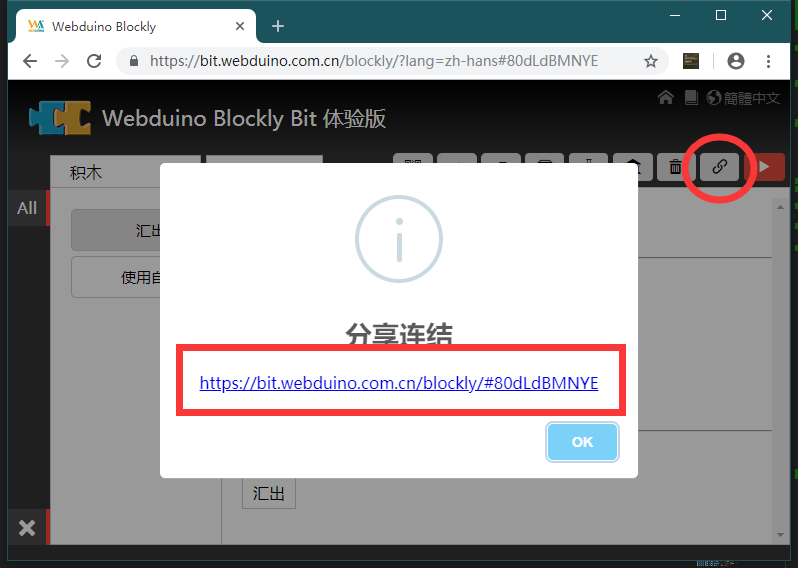 Webduino Blockly
https://bit.webduino.com.cn/blockly/?lang=zh-hans#80dLdBMNYE
Webduino Blockly Bit 体验版
簡體中文
积木
All
汇出
使用自
分享连结
https://bit.webduino.com.cn/blockly/#80dLdBMNYE
OK
汇出